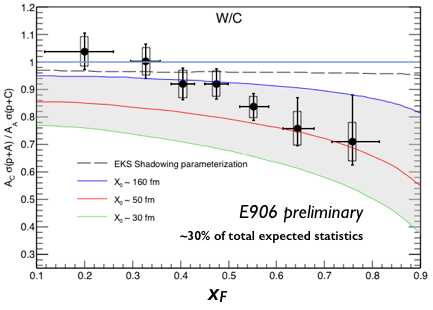 W/C
1.2
1.1
1
0.9
0.8
0.7
0.6
0.5
0.4
0.3
A_C σ(p+A) / A_A σ(p+C)
EKS Shadowing parameterization
X₀ ~ 160 fm
X₀ ~ 50 fm
X₀ ~ 30 fm
E906 preliminary
~30% of total expected statistics
0.1 0.2 0.3 0.4 0.5 0.6 0.7 0.8 0.9
x_F